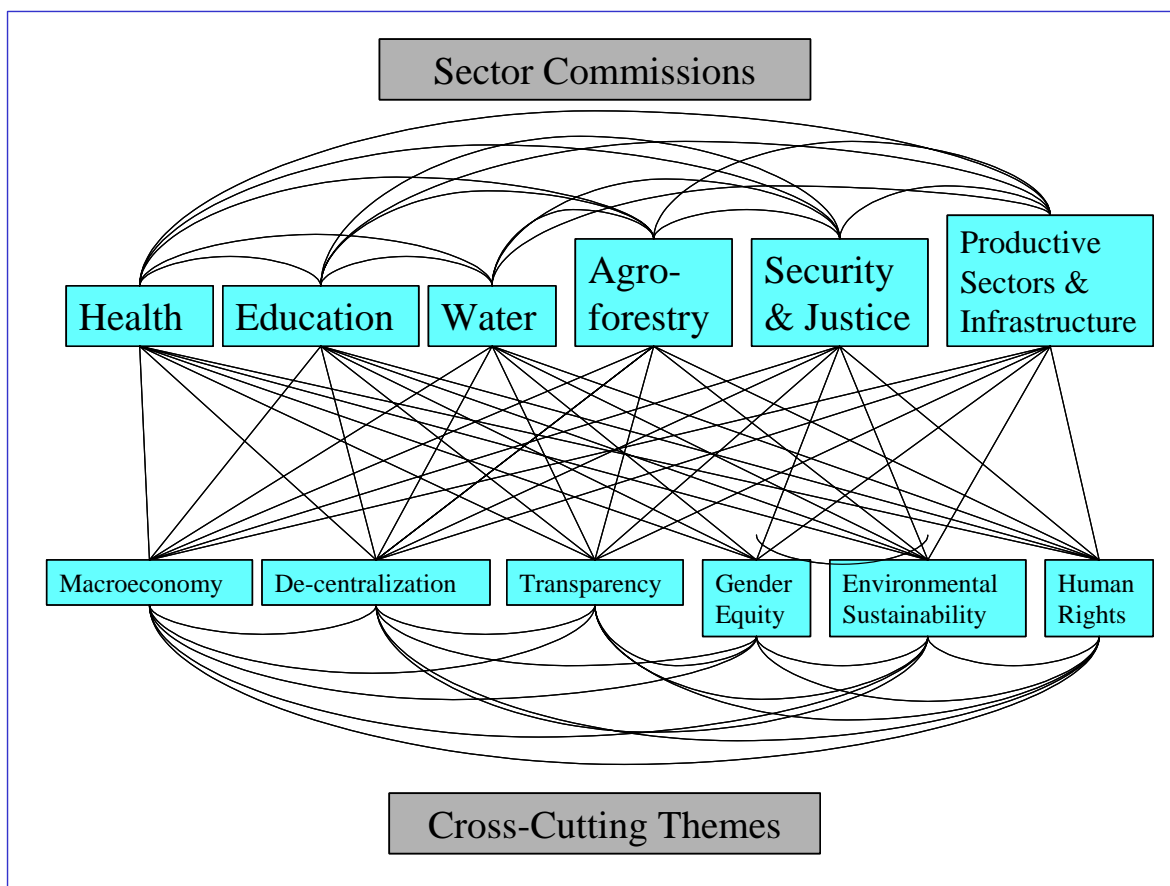 Sector Commissions
Health
Education
Water
Agro-
forestry
Security
& Justice
Productive
Sectors &
Infrastructure
Macroeconomy
De-centralization
Transparency
Gender
Equity
Environmental
Sustainability
Human
Rights
Cross-Cutting Themes